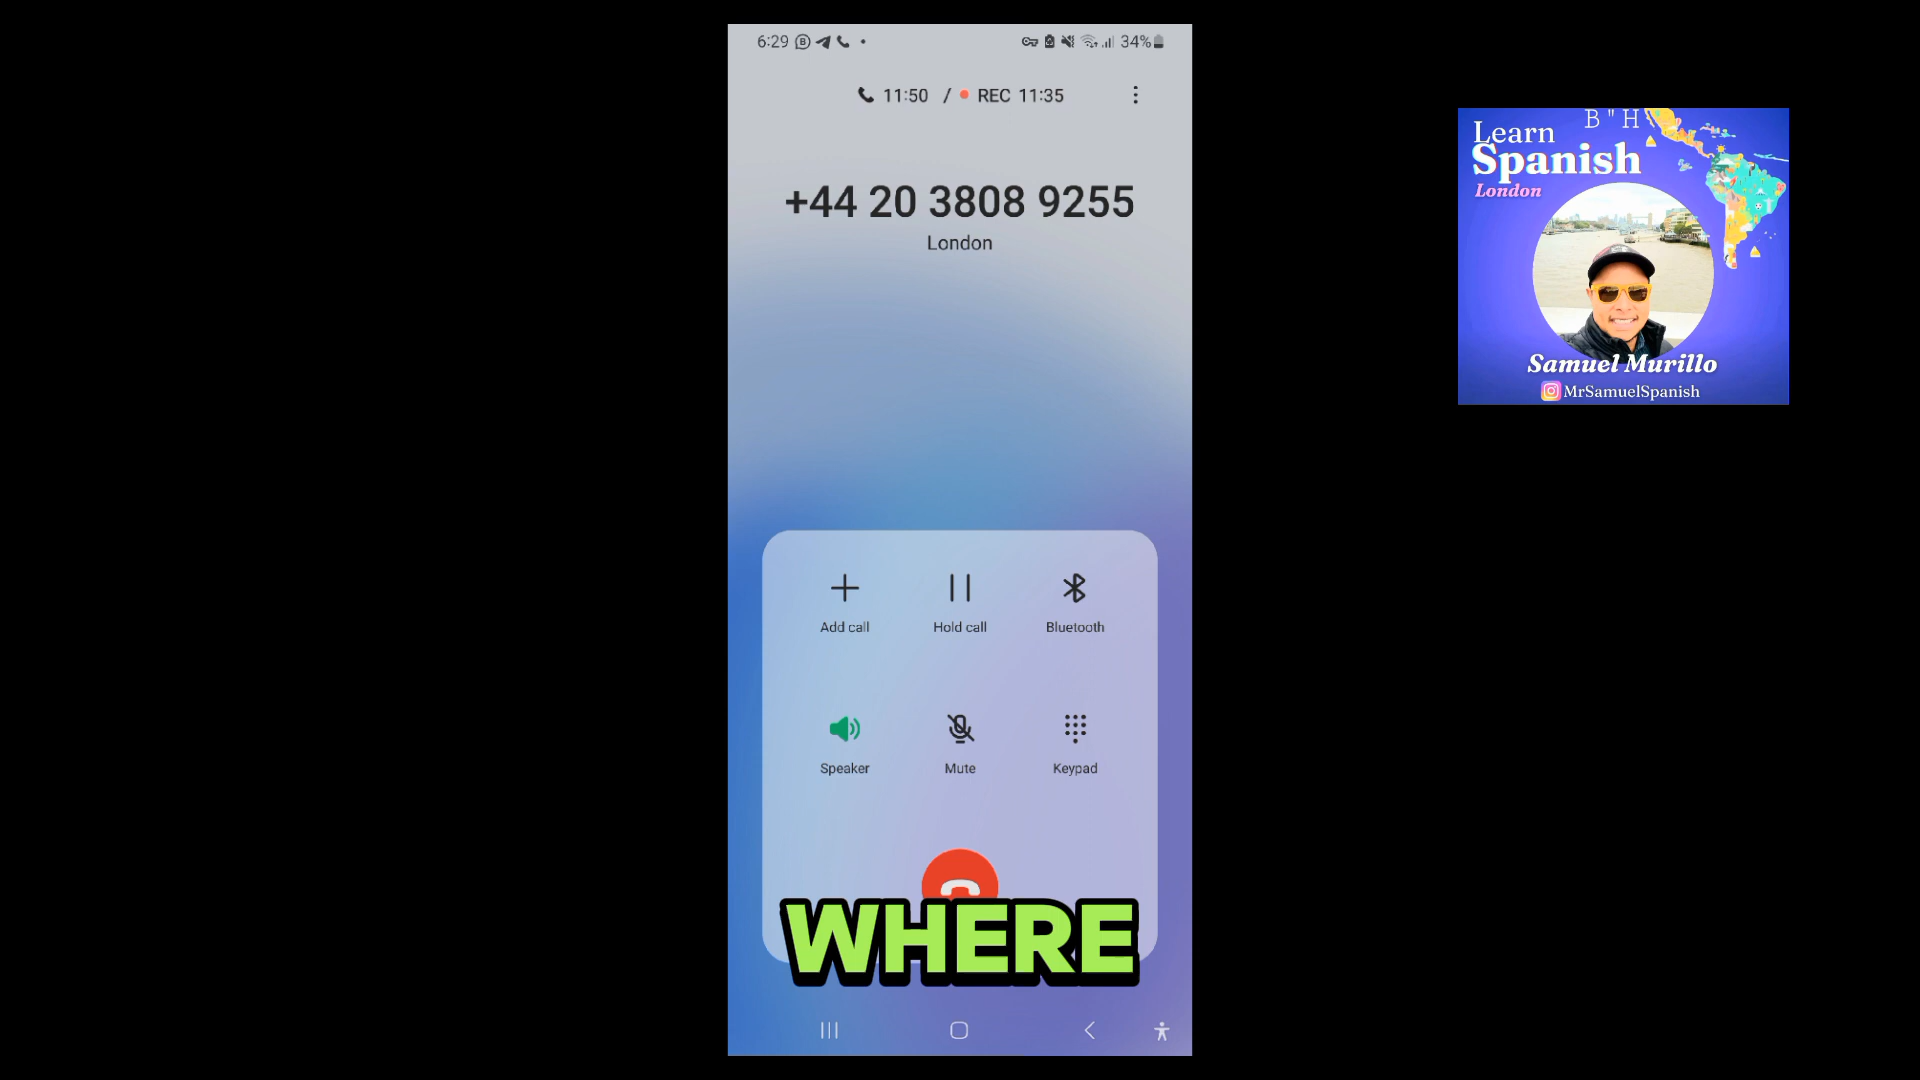 6:29
34%
11:50 / REC 11:35
+44 20 3808 9255
London
Add call
Hold call
Bluetooth
Speaker
Mute
Keypad
WHERE
B"H
Learn
Spanish
London
Samuel Murillo
MrSamuelSpanish